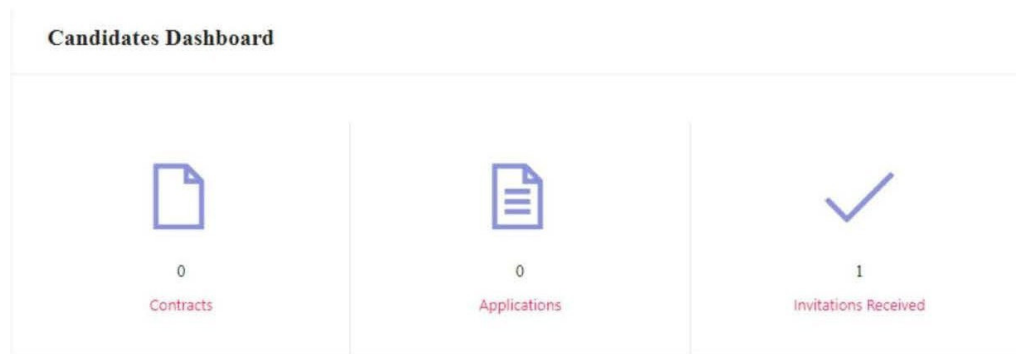 Candidates Dashboard
0
Contracts
0
Applications
1
Invitations Received